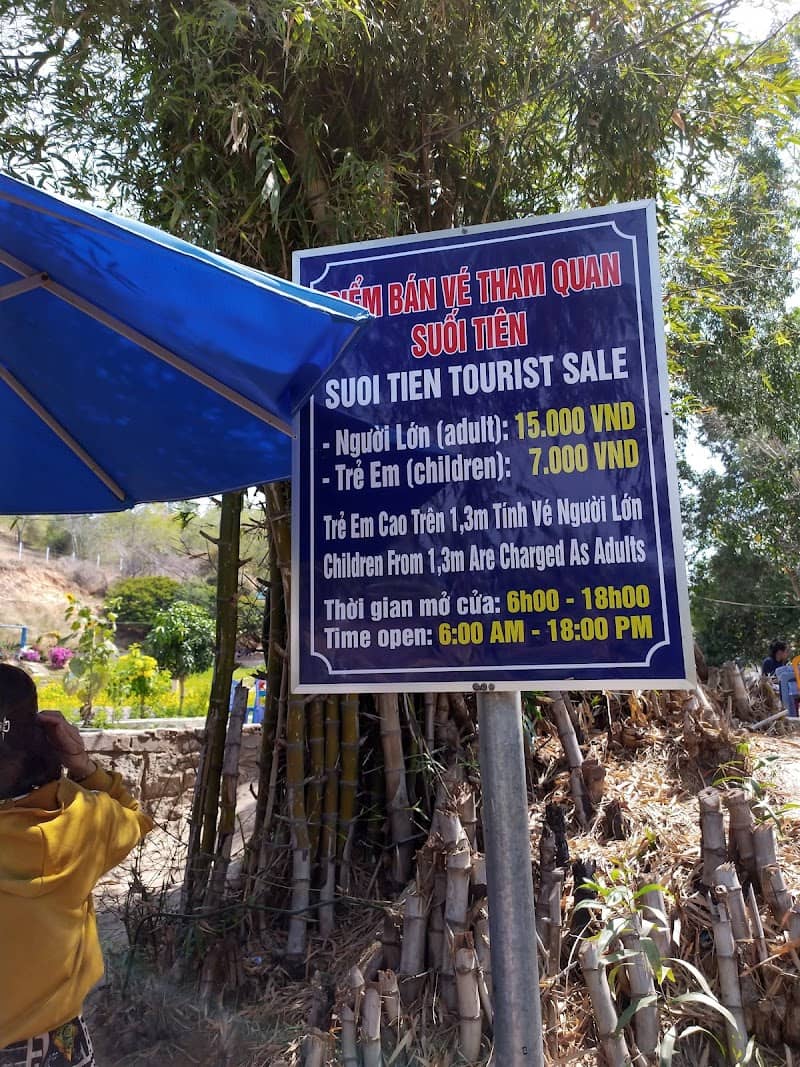 ĐIỂM BÁN VÉ THAM QUAN
SUỐI TIÊN
SUOI TIEN TOURIST SALE
- Người Lớn (adult): 15.000 VND
- Trẻ Em (children): 7.000 VND
Trẻ Em Cao Trên 1,3m Tính Vé Người Lớn
Children From 1,3m Are Charged As Adults
Thời gian mở cửa: 6h00 - 18h00
Time open: 6:00 AM - 18:00 PM